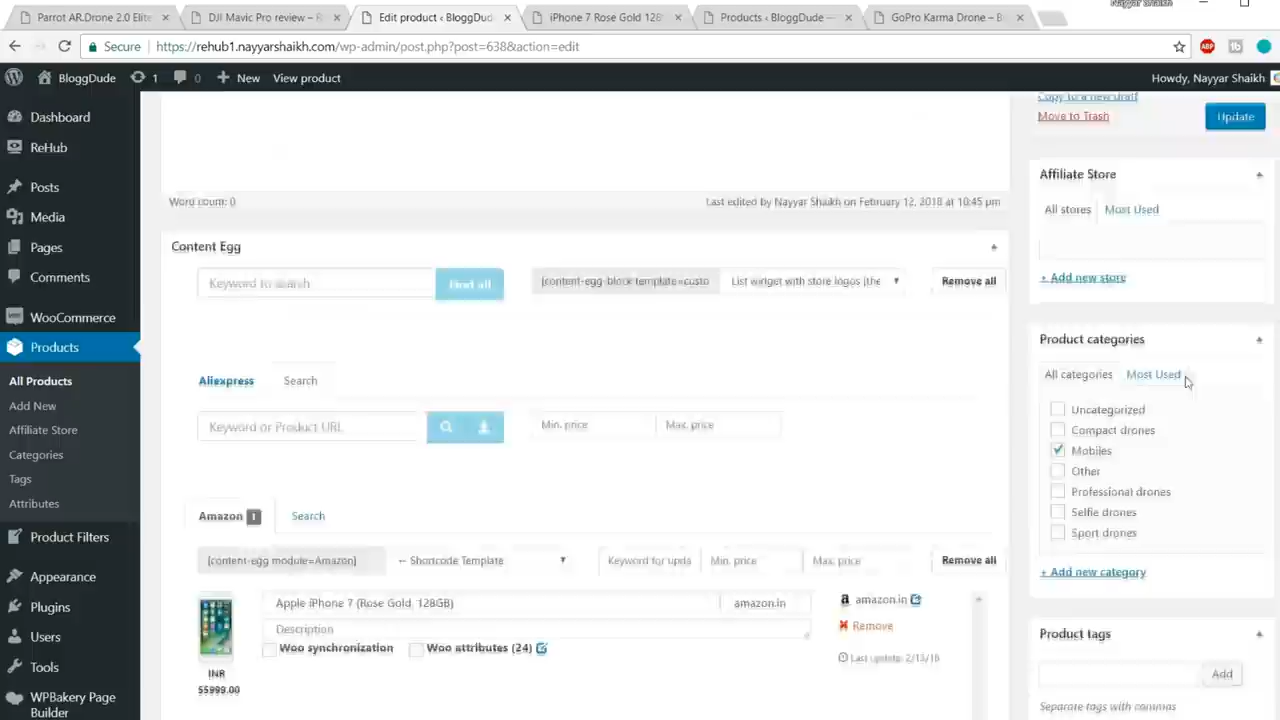 Parrot AR.Drone 2.0 Elite × DJI Mavic Pro review – R × Edit product ‹ BloggDud × iPhone 7 Rose Gold 128 × Products ‹ BloggDude — × GoPro Karma Drone – B × Nayyar Shaikh
Secure https://rehub1.nayyarshaikh.com/wp-admin/post.php?post=638&action=edit ABP
BloggDude 1 0 New View product Howdy, Nayyar Shaikh
Dashboard
ReHub
Posts
Media
Pages
Comments
WooCommerce
Products
All Products
Add New
Affiliate Store
Categories
Tags
Attributes
Product Filters
Appearance
Plugins
Users
Tools
WPBakery Page
Builder
Word count: 0 Last edited by Nayyar Shaikh on February 12, 2018 at 10:45 pm
Content Egg
Keyword to search Find all [content-egg-block template=custo List widget with store logos (the Remove all
Aliexpress Search
Keyword or Product URL Min. price Max. price
Amazon 1 Search
[content-egg module=Amazon] ← Shortcode Template Keyword for upda Min. price Max. price Remove all
Apple iPhone 7 (Rose Gold, 128GB) amazon.in a amazon.in
Description Remove
Woo synchronization Woo attributes (24)
Last update: 2/13/18
INR
55999.00
Copy to a new draft
Move to Trash Update
Affiliate Store
All stores Most Used
+ Add new store
Product categories
All categories Most Used
Uncategorized
Compact drones
Mobiles
Other
Professional drones
Selfie drones
Sport drones
+ Add new category
Product tags
Add
Separate tags with commas